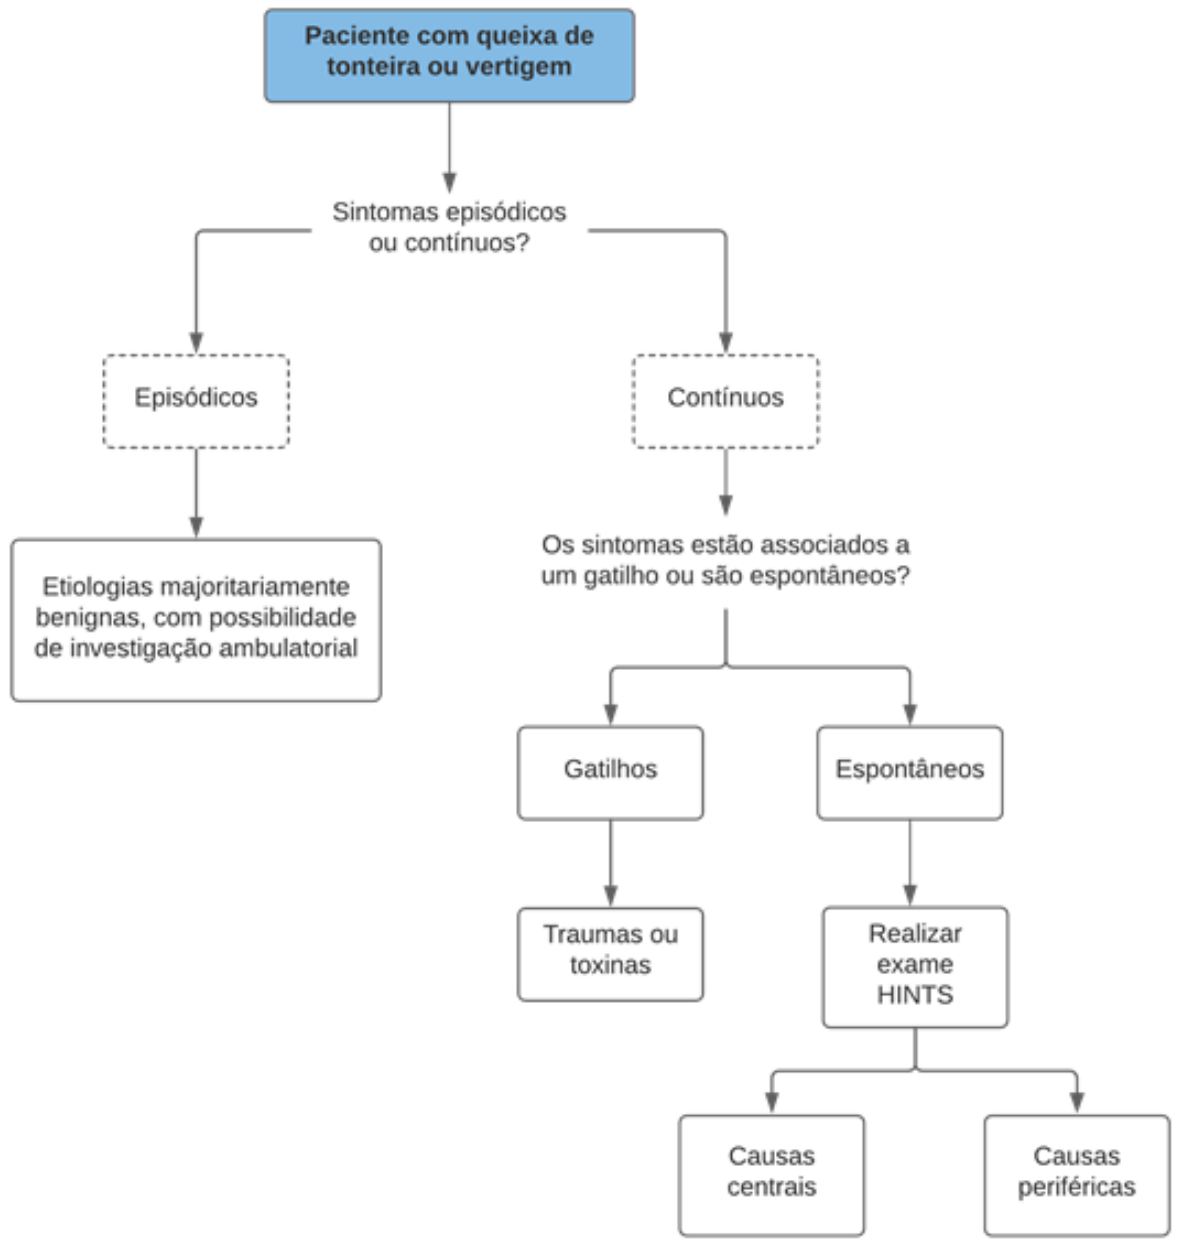 Paciente com queixa de
tonteira ou vertigem
Sintomas episódicos
ou contínuos?
Episódicos
Contínuos
Etiologias majoritariamente
benignas, com possibilidade
de investigação ambulatorial
Os sintomas estão associados a
um gatilho ou são espontâneos?
Gatilhos
Espontâneos
Traumas ou
toxinas
Realizar
exame
HINTS
Causas
centrais
Causas
periféricas